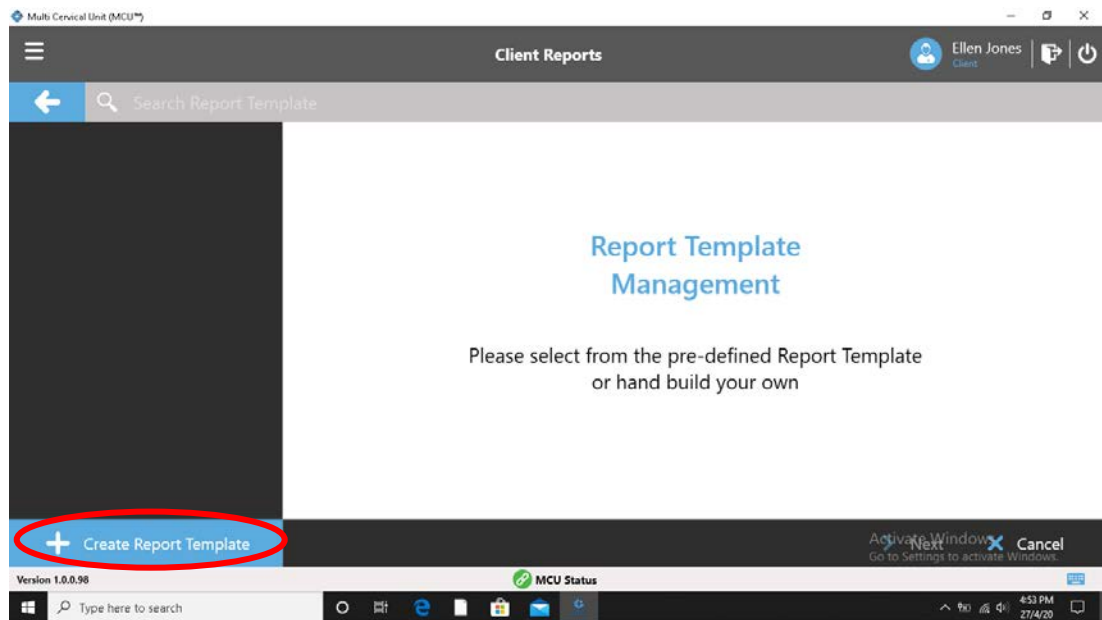 Multi Cervical Unit (MCU™)
Client Reports
Ellen Jones
Client
Search Report Template
Report Template
Management
Please select from the pre-defined Report Template
or hand build your own
Create Report Template
Activate Windows
Go to Settings to activate Windows.
Next
Cancel
Version 1.0.0.98
MCU Status
Type here to search
4:53 PM
27/4/20